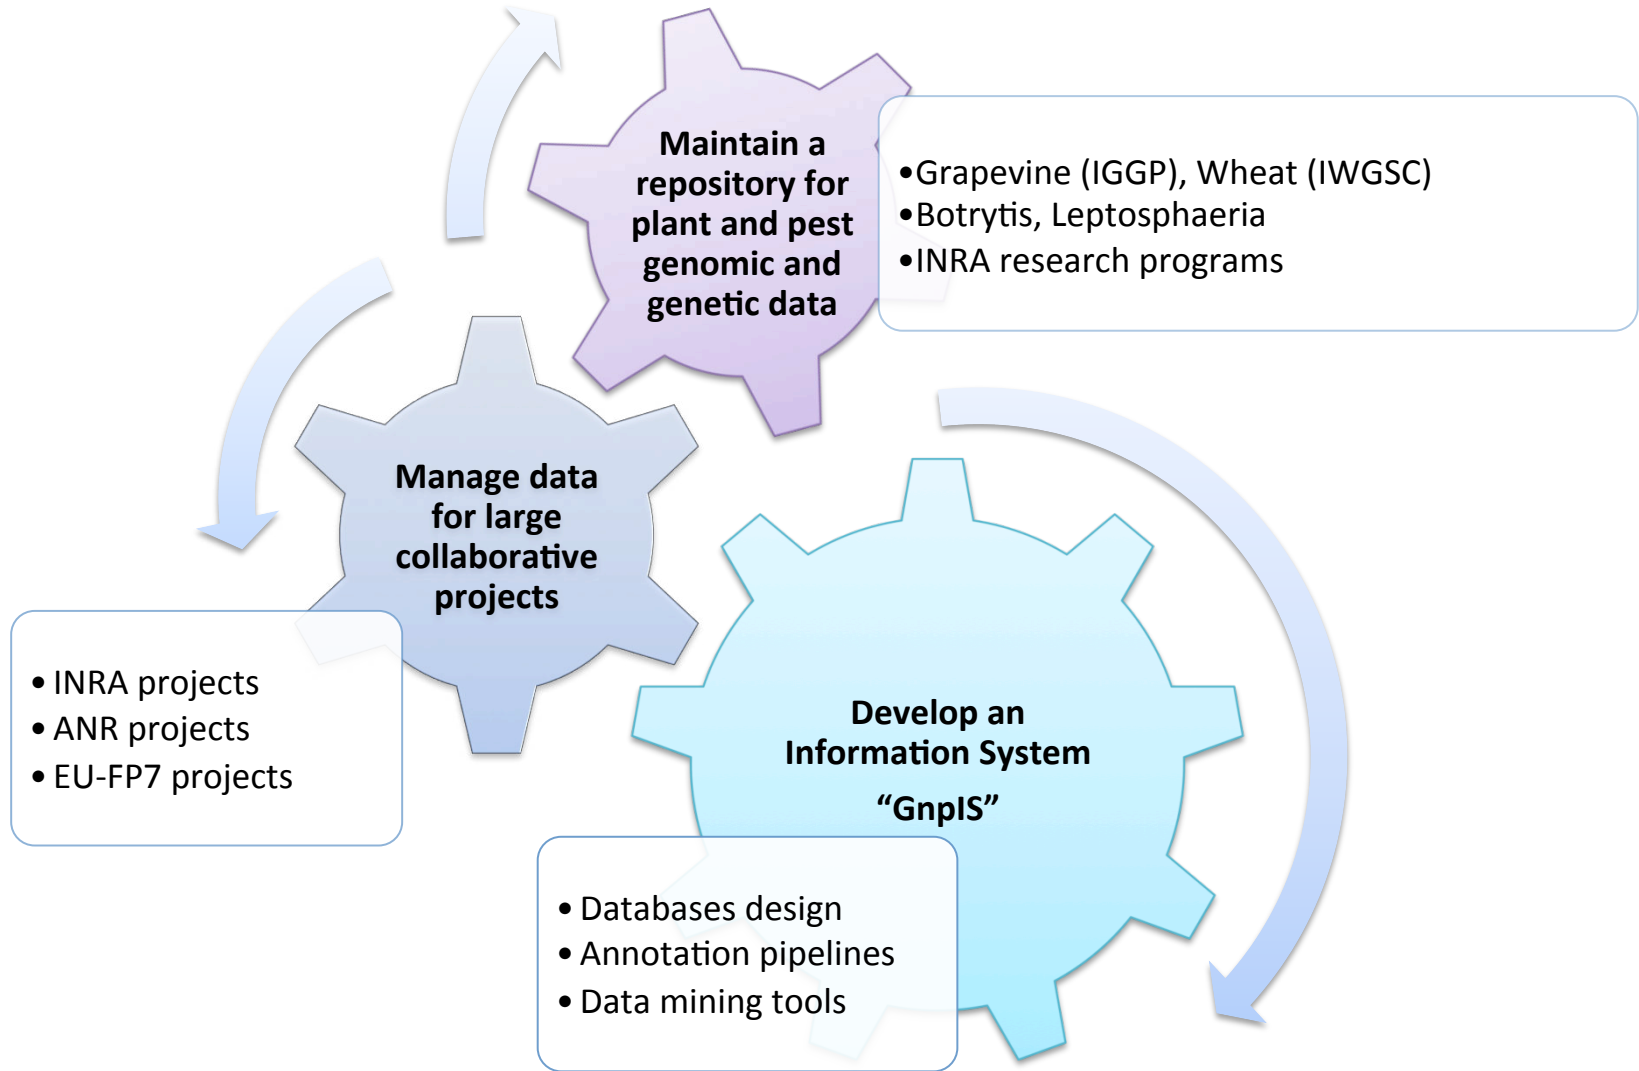 Maintain a
repository for
plant and pest
genomic and
genetic data
•Grapevine (IGGP), Wheat (IWGSC)
•Botrytis, Leptosphaeria
•INRA research programs
Manage data
for large
collaborative
projects
• INRA projects
• ANR projects
• EU-FP7 projects
Develop an
Information System
“GnpIS”
• Databases design
• Annotation pipelines
• Data mining tools